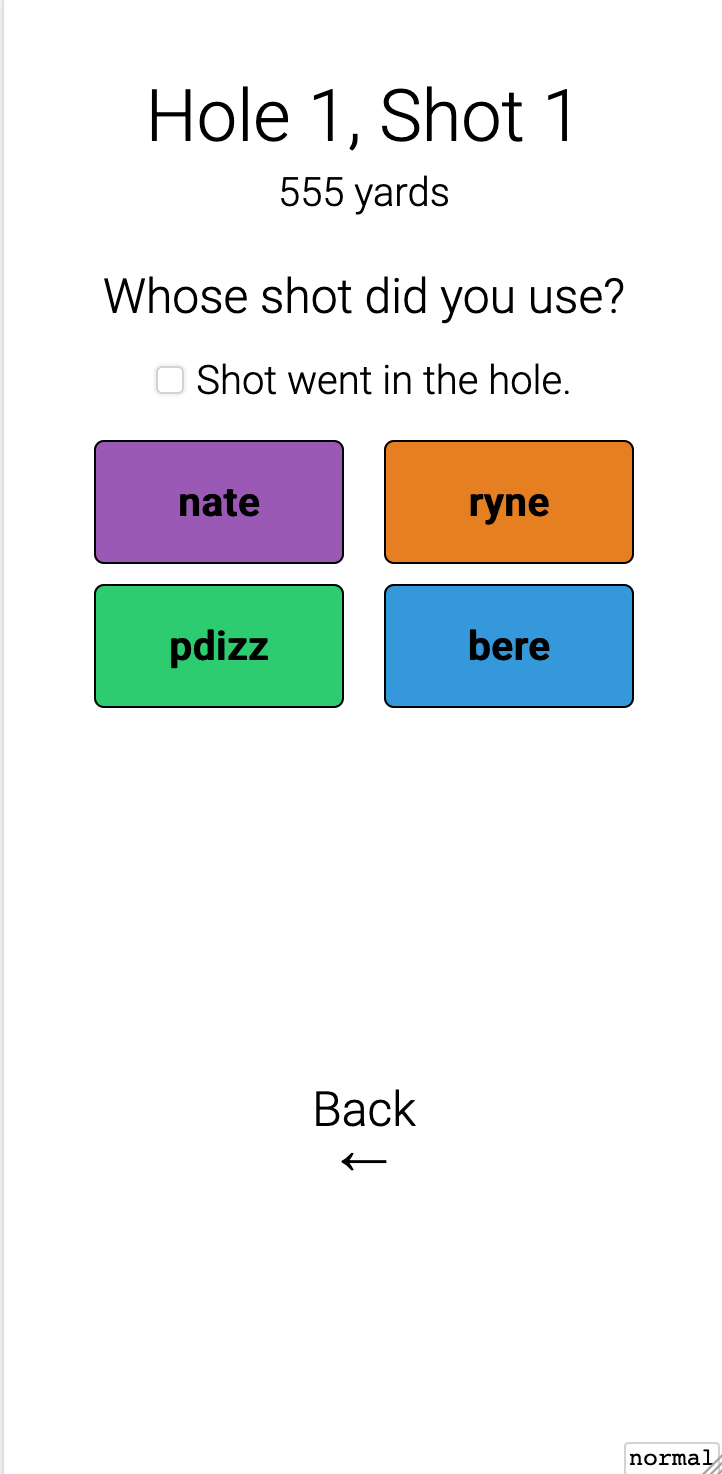 Hole 1, Shot 1
555 yards
Whose shot did you use?
Shot went in the hole.
nate
ryne
pdizz
bere
Back
←
normal